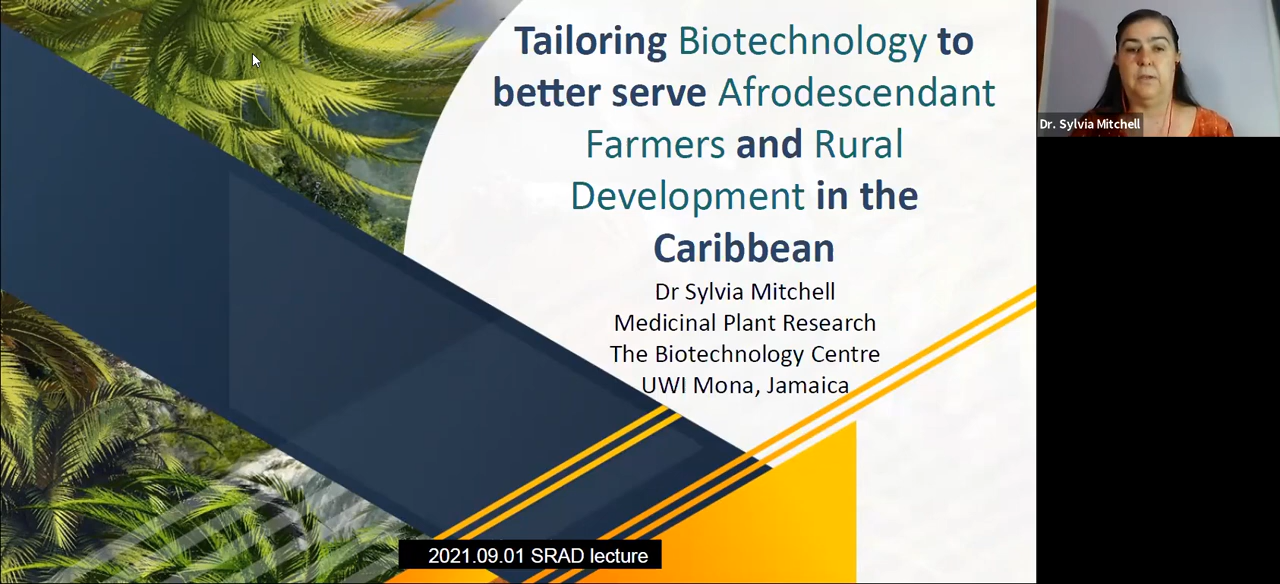 Tailoring Biotechnology to
better serve Afrodescendant
Farmers and Rural
Development in the
Caribbean
Dr Sylvia Mitchell
Medicinal Plant Research
The Biotechnology Centre
UWI Mona, Jamaica
2021.09.01 SRAD lecture
Dr. Sylvia Mitchell